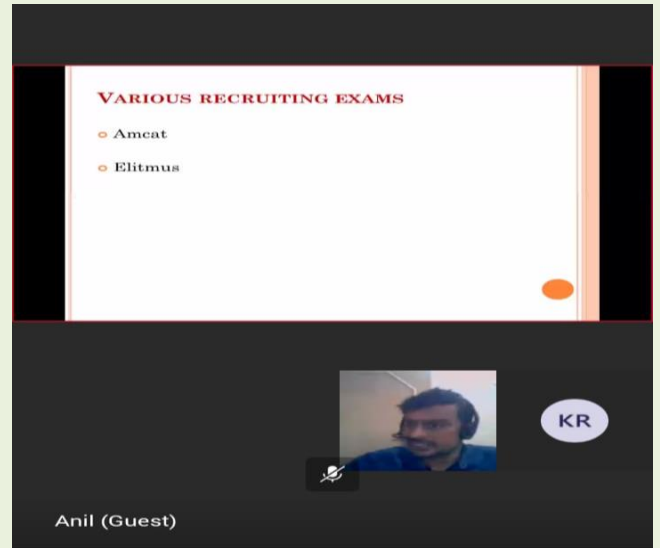 VARIOUS RECRUITING EXAMS
Amcat
Elitmus
KR
Anil (Guest)